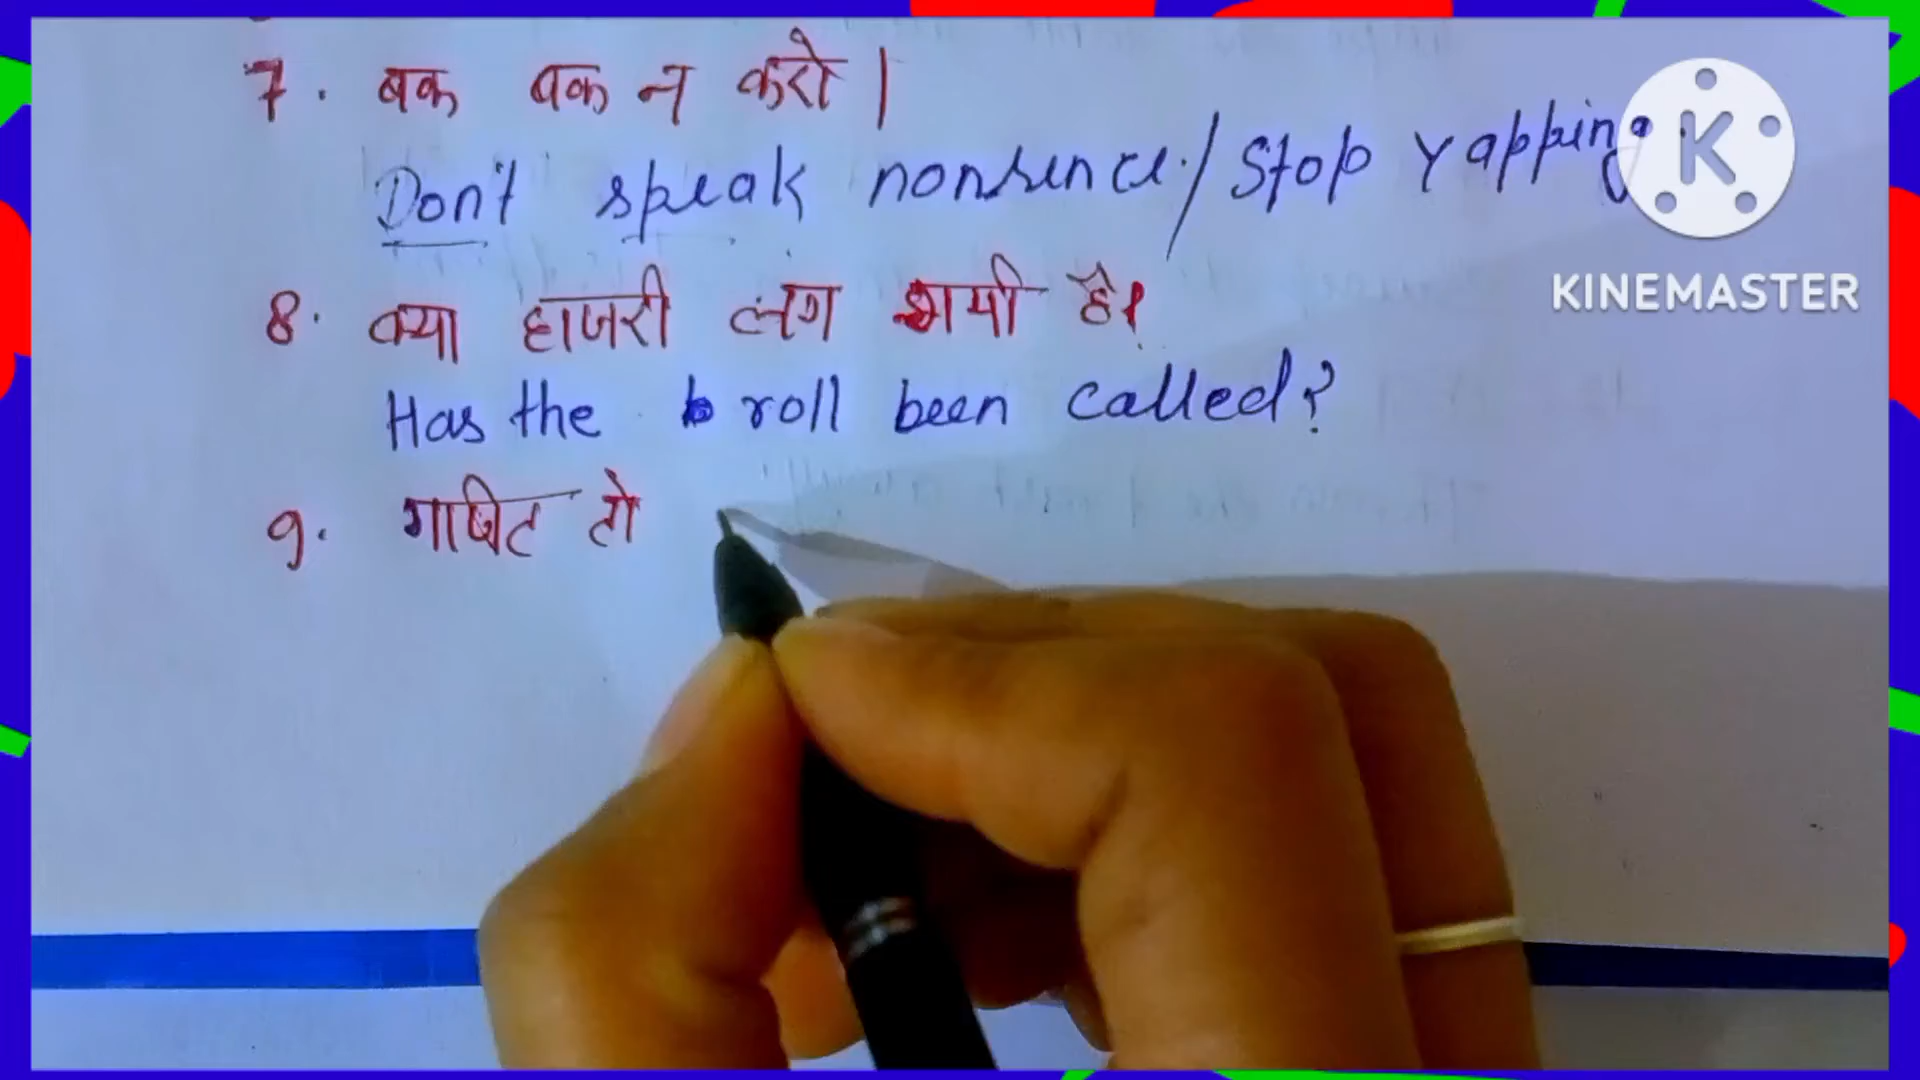 7. बक बक न करो।
Don't speak nonsence./Stop Yapping.
8. क्या हाजरी लग गयी है?
Has the roll been called?
9. गणित तो
KINEMASTER